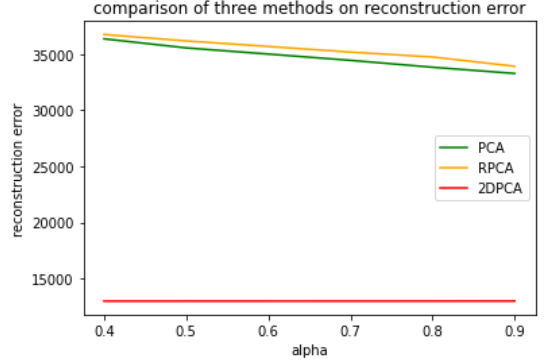 comparison of three methods on reconstruction error
35000
30000
25000
20000
15000
reconstruction error
PCA
RPCA
2DPCA
0.4 0.5 0.6 0.7 0.8 0.9
alpha